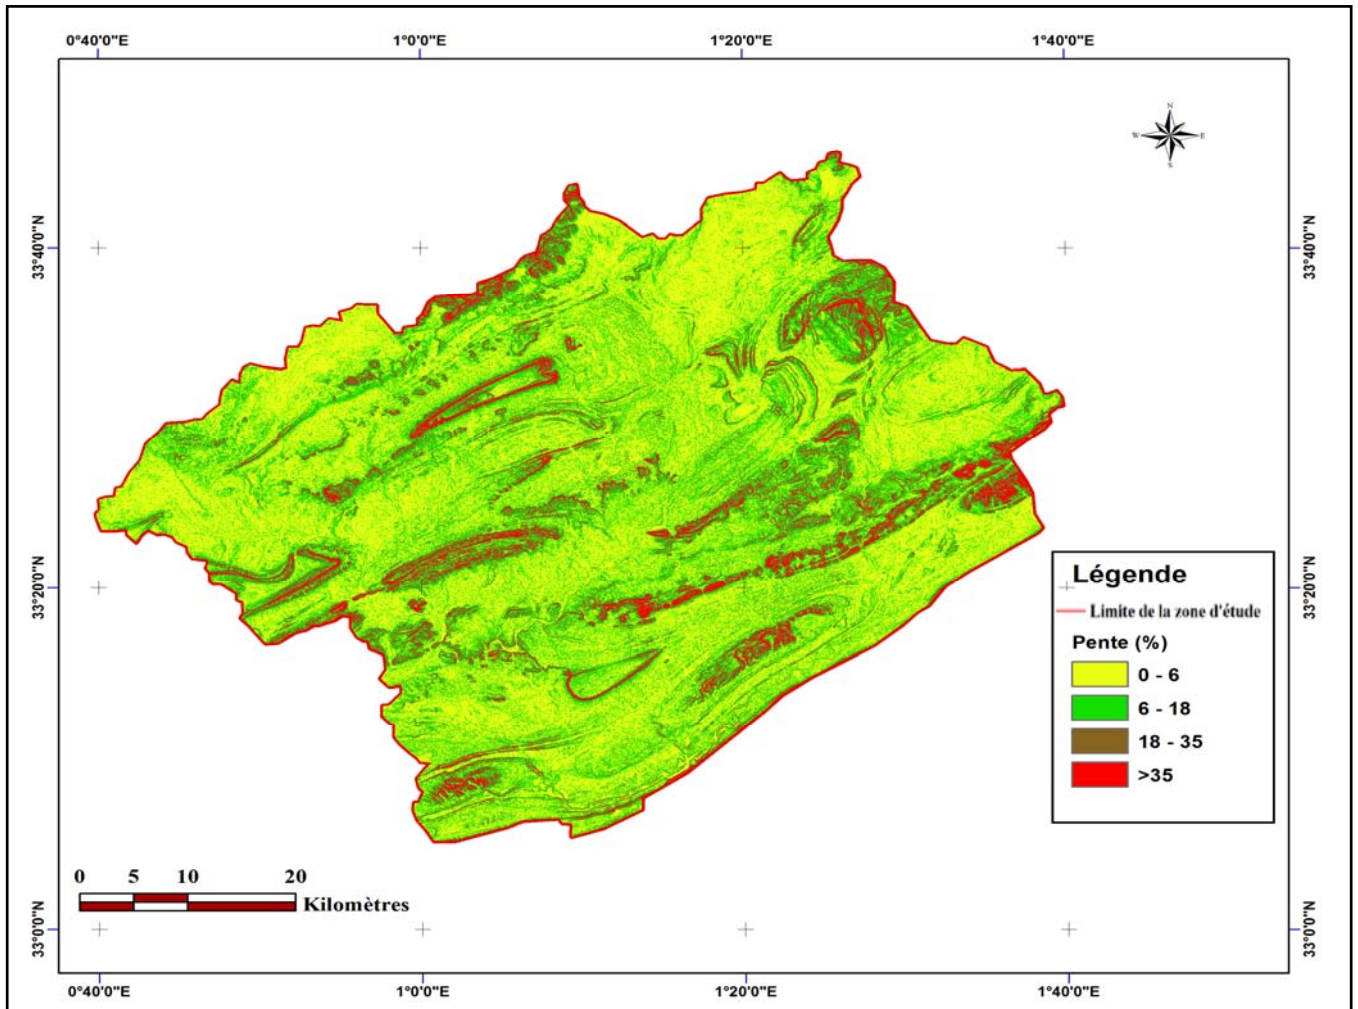 0°40'0"E 1°0'0"E 1°20'0"E 1°40'0"E
N
W E
S
33°40'0"N 33°40'0"N
33°20'0"N 33°20'0"N
Légende
Limite de la zone d'étude
Pente (%)
0 - 6
6 - 18
18 - 35
>35
0 5 10 20
Kilomètres
33°0'0"N 33°0'0"N
0°40'0"E 1°0'0"E 1°20'0"E 1°40'0"E